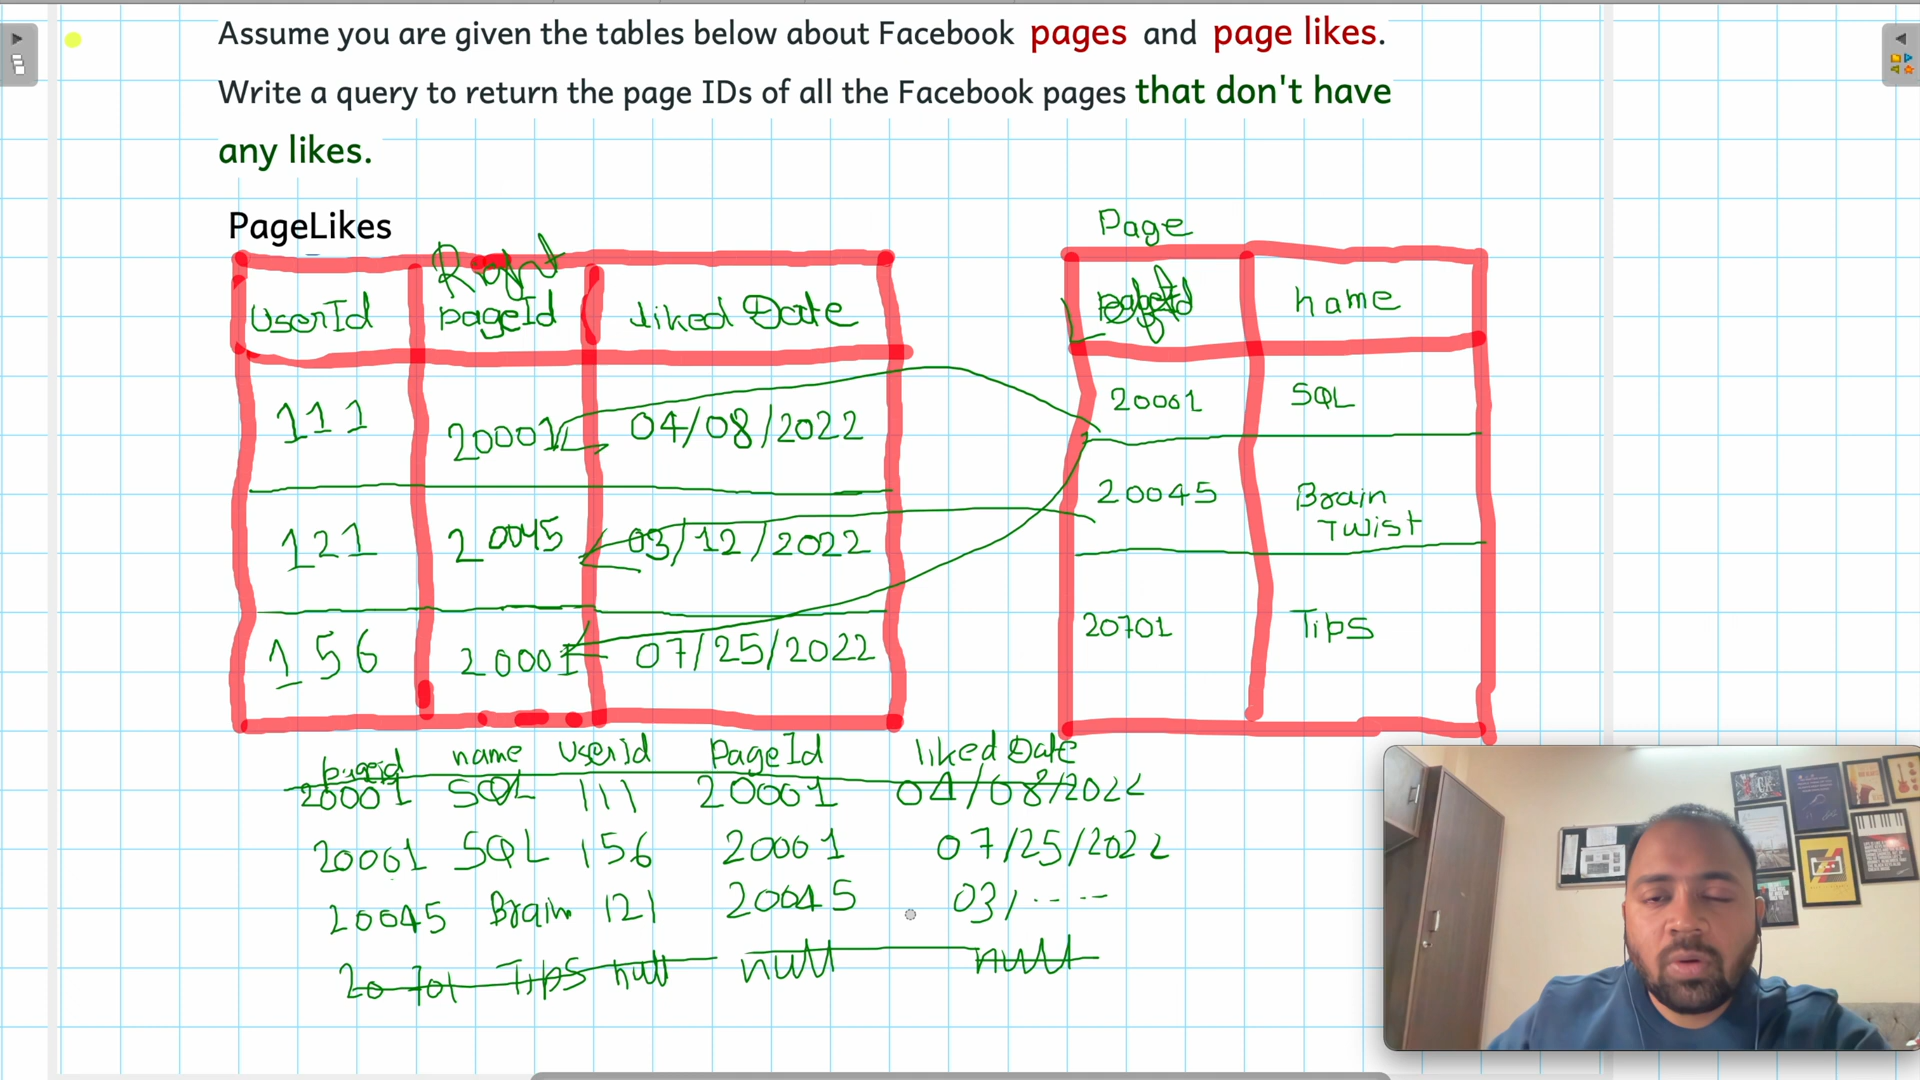 Assume you are given the tables below about Facebook pages and page likes.
Write a query to return the page IDs of all the Facebook pages that don't have
any likes.
PageLikes
Page
Right
UserId pageId liked Date
name
111 20001 04/08/2022
20001 SQL
121 20045 03/12/2022
20045 Brain
Twist
156 20001 07/25/2022
20701 Tips
pageid name UserId PageId liked Date
20001 SQL 111 20001 04/08/2022
20001 SQL 156 20001 07/25/2022
20045 Brain 121 20045 03/ ----
20701 Tips null null null